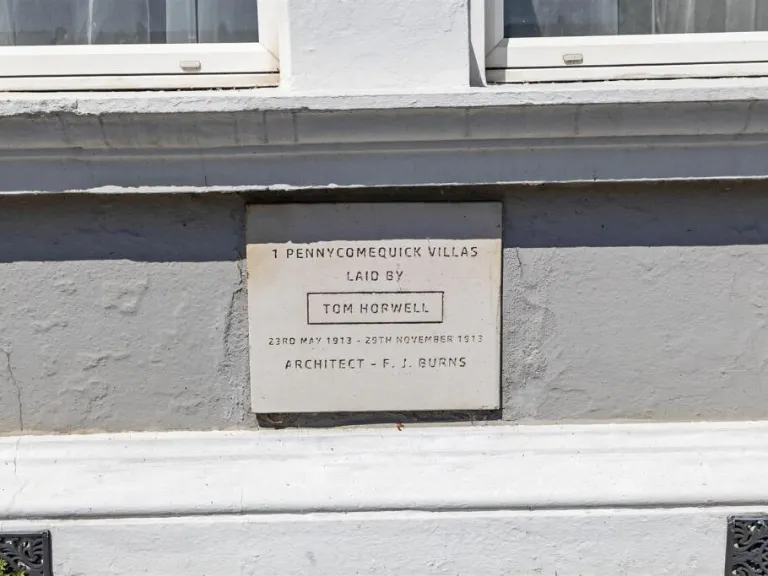 1 PENNYCOMEQUICK VILLAS
LAID BY
TOM HORWELL
23RD MAY 1913 - 29TH NOVEMBER 1913
ARCHITECT - F. J. BURNS